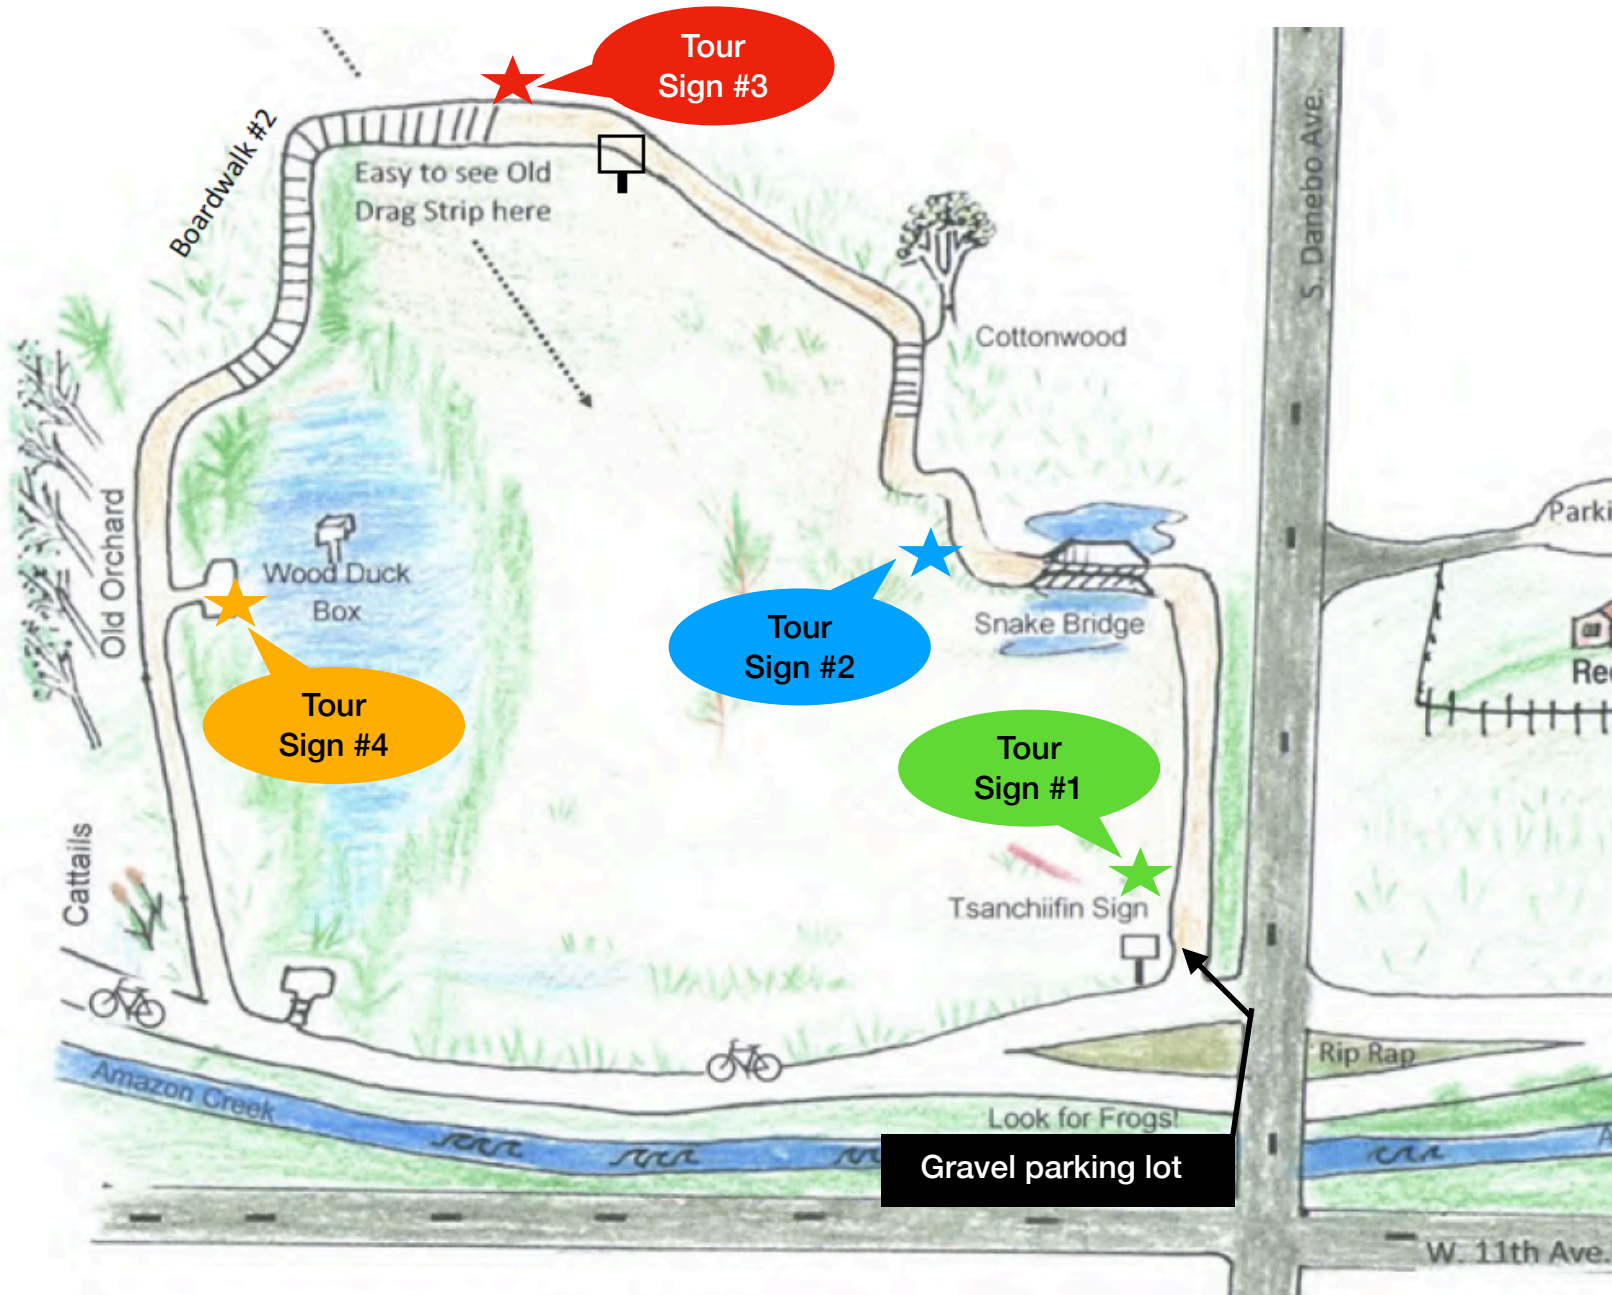 Tour
Sign #3
Boardwalk #2
Easy to see Old
Drag Strip here
S. Danebo Ave.
Cottonwood
Parki
Old Orchard
Wood Duck
Box
Tour
Sign #2
Snake Bridge
Rec
Tour
Sign #4
Tour
Sign #1
Cattails
Tsanchiifin Sign
Rip Rap
Amazon Creek
Look for Frogs!
A
Gravel parking lot
W. 11th Ave.